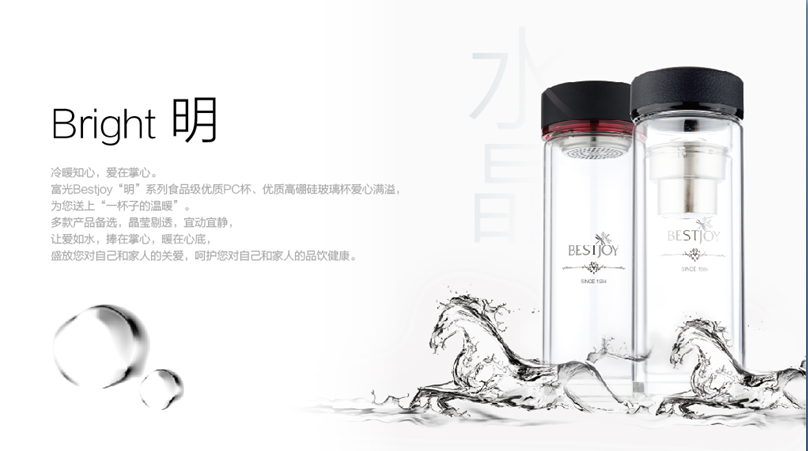 Bright 明
冷暖知心，爱在掌心。
富光Bestjoy“明”系列食品级优质PC杯、优质高硼硅玻璃杯爱心满溢，
为您送上“一杯子的温暖”。
多款产品备选，晶莹剔透，宜动宜静，
让爱如水，捧在掌心，暖在心底，
盛放您对自己和家人的关爱，呵护您对自己和家人的品饮健康。
水
晶
BESTJOY
SINCE 1984
BESTJOY
SINCE 1984